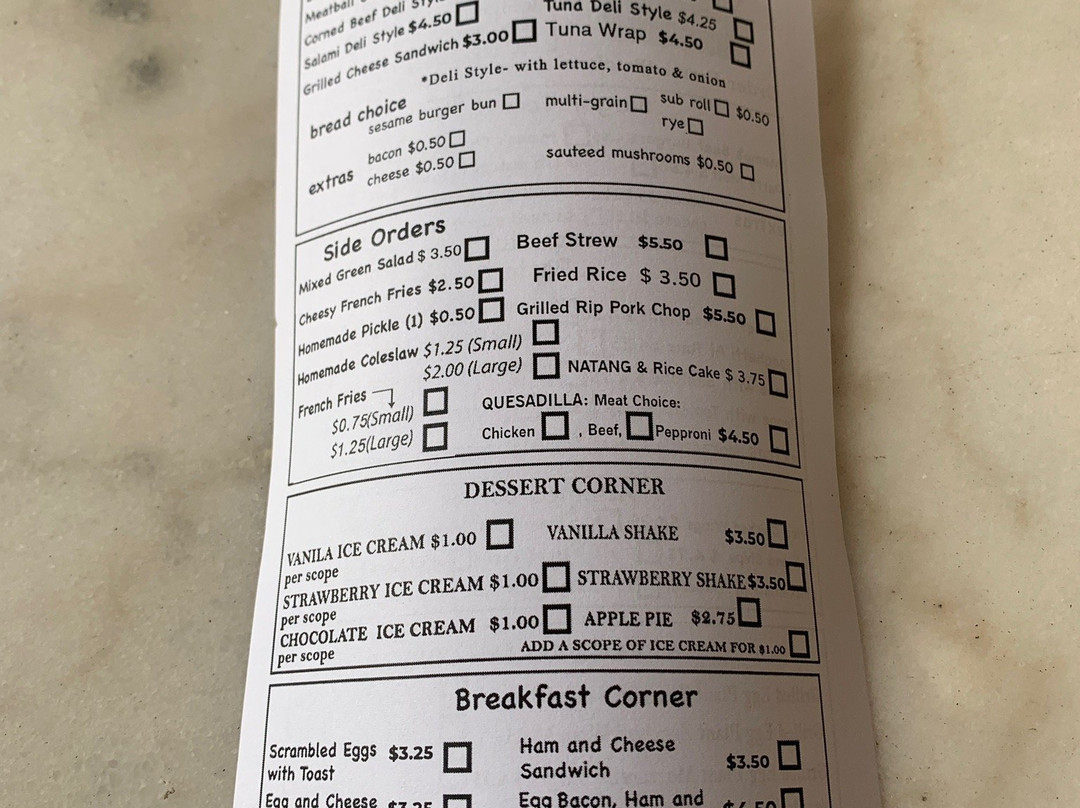 Meatball
Corned Beef Deli
Salami Deli Style $4.50
Grilled Cheese Sandwich $3.00
Tuna Deli Style $4.25
Tuna Wrap $4.50
*Deli Style- with lettuce, tomato & onion
bread choice
sesame burger bun
multi-grain
sub roll $0.50
rye
extras
bacon $0.50
cheese $0.50
sauteed mushrooms $0.50
Side Orders
Mixed Green Salad $ 3.50
Beef Strew $5.50
Cheesy French Fries $2.50
Fried Rice $ 3.50
Homemade Pickle (1) $0.50
Grilled Rip Pork Chop $5.50
Homemade Coleslaw $1.25 (Small)
$2.00 (Large)
NATANG & Rice Cake $ 3.75
French Fries
$0.75(Small)
$1.25(Large)
QUESADILLA: Meat Choice:
Chicken , Beef, Pepproni $4.50
DESSERT CORNER
VANILA ICE CREAM $1.00
per scope
VANILLA SHAKE $3.50
STRAWBERRY ICE CREAM $1.00
per scope
STRAWBERRY SHAKE $3.50
CHOCOLATE ICE CREAM $1.00
per scope
APPLE PIE $2.75
ADD A SCOPE OF ICE CREAM FOR $1.00
Breakfast Corner
Scrambled Eggs $3.25
with Toast
Ham and Cheese
Sandwich $3.50
Egg and Cheese
Egg Bacon, Ham and